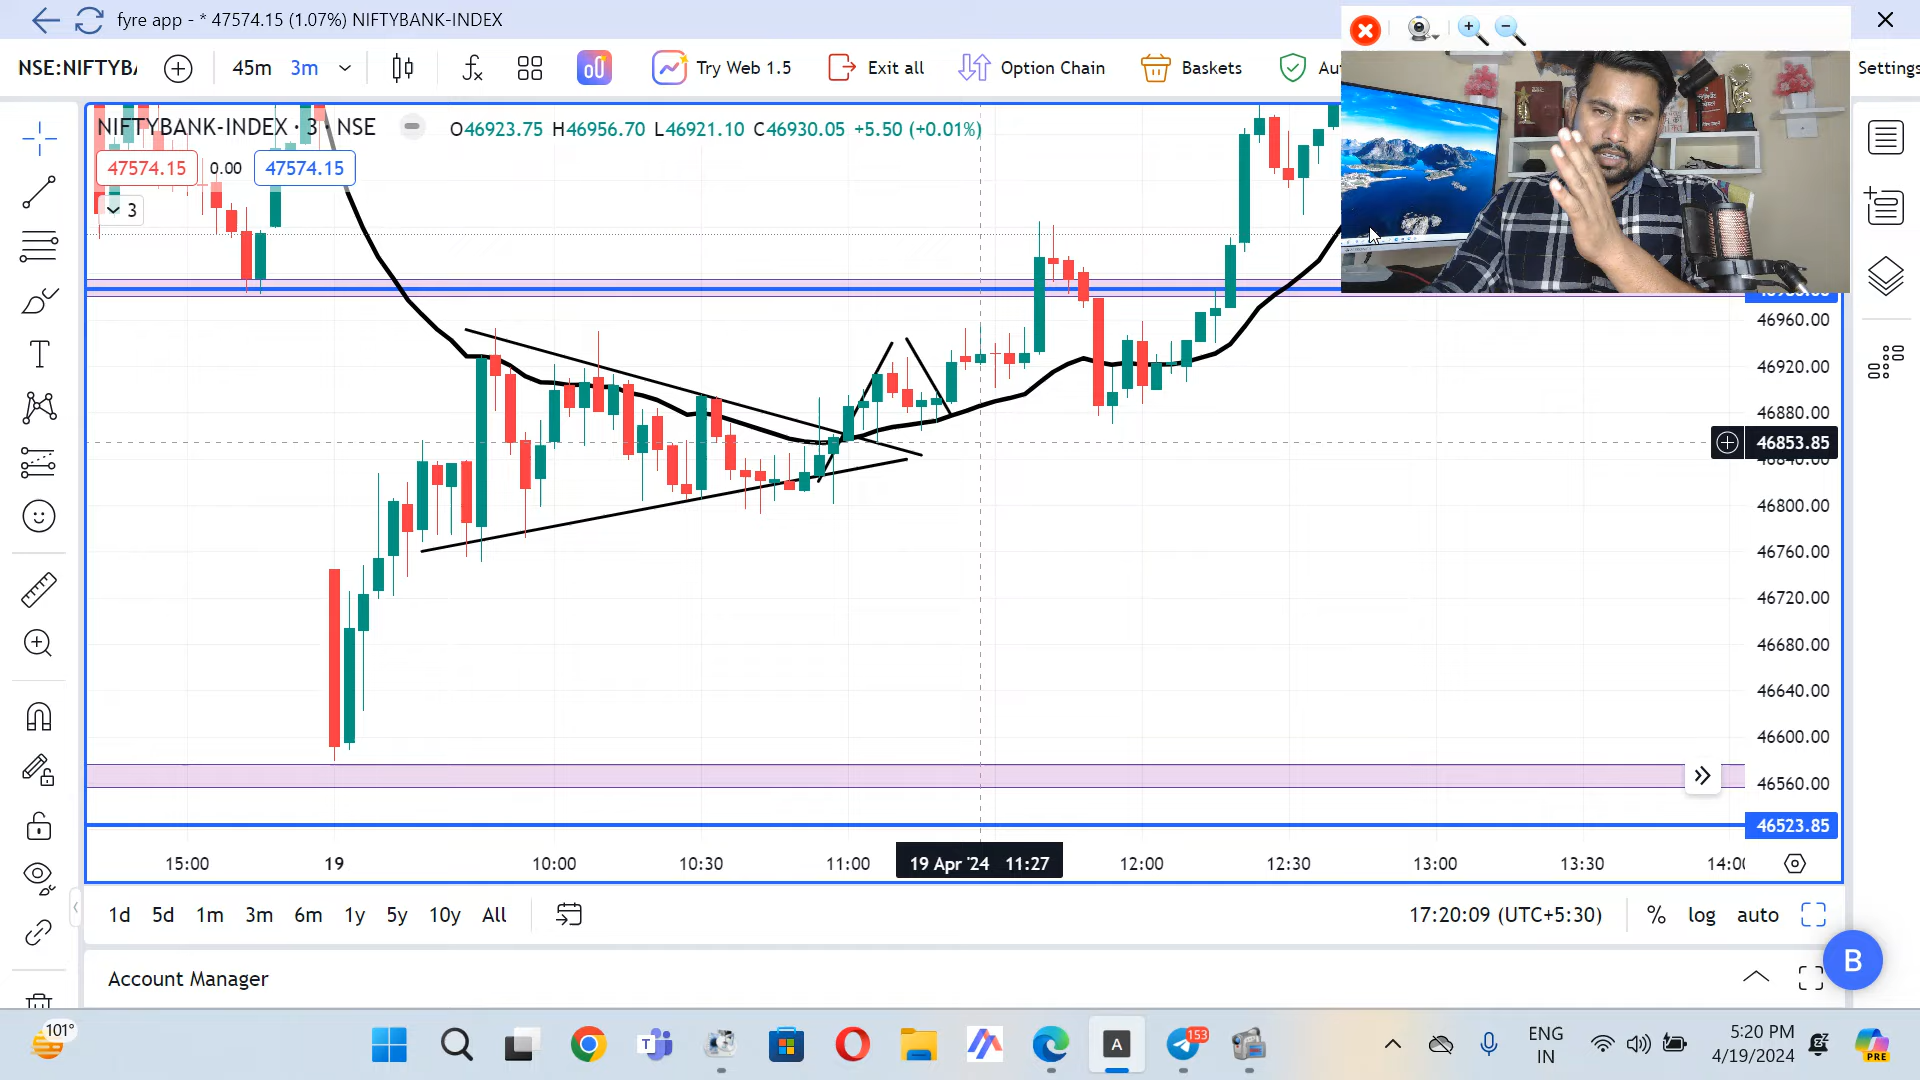 fyre app - * 47574.15 (1.07%) NIFTYBANK-INDEX
NSE:NIFTYBA
45m 3m
Try Web 1.5
Exit all
Option Chain
Baskets
Au
Settings
NIFTYBANK-INDEX · 3 · NSE
O46923.75 H46956.70 L46921.10 C46930.05 +5.50 (+0.01%)
47574.15 0.00 47574.15
3
46960.00
46920.00
46880.00
46853.85
46840.00
46800.00
46760.00
46720.00
46680.00
46640.00
46600.00
46560.00
46523.85
15:00 19 10:00 10:30 11:00 19 Apr '24 11:27 12:00 12:30 13:00 13:30 14:0
1d 5d 1m 3m 6m 1y 5y 10y All
17:20:09 (UTC+5:30) % log auto
B
Account Manager
101°
153
A
ENG
IN
5:20 PM
4/19/2024
PRE